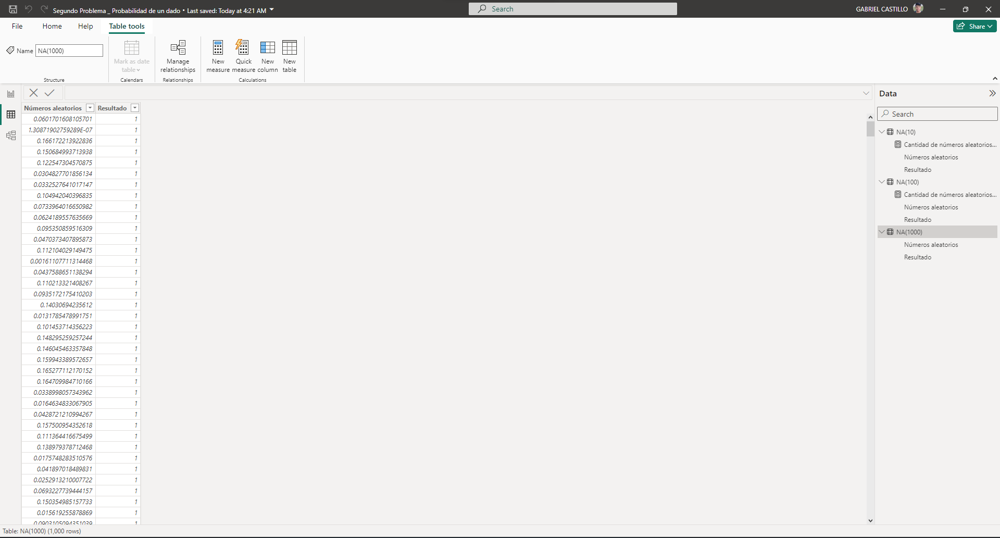 Segundo Problema _ Probabilidad de un dado • Last saved: Today at 4:21 AM
Search
GABRIEL CASTILLO
File
Home
Help
Table tools
Share
Name
NA(1000)
Mark as date
table
Manage
relationships
New
measure
Quick
measure
New
column
New
table
Structure
Calendars
Relationships
Calculations
Números aleatorios Resultado
0.0601701608105701 1
1.30871902759289E-07 1
0.166172213922836 1
0.150684993713938 1
0.122547304570875 1
0.0304827701856134 1
0.0332527641017147 1
0.104942040396835 1
0.0733964016650982 1
0.0624189557635669 1
0.095350859516309 1
0.0470373407895873 1
0.112104029149475 1
0.00161107711314468 1
0.0437588651138294 1
0.110213321408267 1
0.0935172175410203 1
0.14030694235612 1
0.0131785478991751 1
0.101453714356223 1
0.148295259257244 1
0.146045463357848 1
0.159943389572657 1
0.165277112170152 1
0.164709984710166 1
0.0338998057343962 1
0.0164634833067905 1
0.0428721210994267 1
0.157500954352618 1
0.111364416675499 1
0.138979378712468 1
0.0175748283510576 1
0.041897018489831 1
0.0252913210007722 1
0.0693227739444157 1
0.150354985157733 1
0.015619255878869 1
0.0903105094351039 1
Data
Search
NA(10)
Cantidad de números aleatorios...
Números aleatorios
Resultado
NA(100)
Cantidad de números aleatorios...
Números aleatorios
Resultado
NA(1000)
Números aleatorios
Resultado
Table: NA(1000) (1,000 rows)